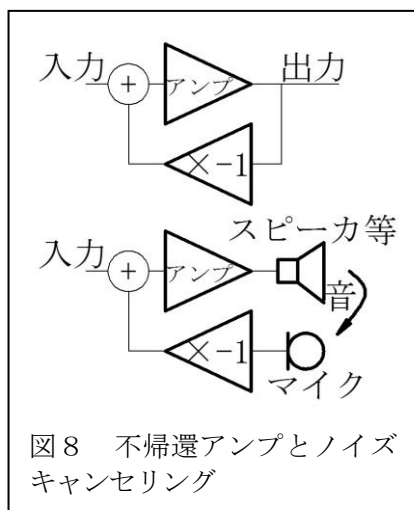 入力 + アンプ 出力
×-1
スピーカ等
入力 + アンプ 音
×-1 マイク
図8 不帰還アンプとノイズ
キャンセリング